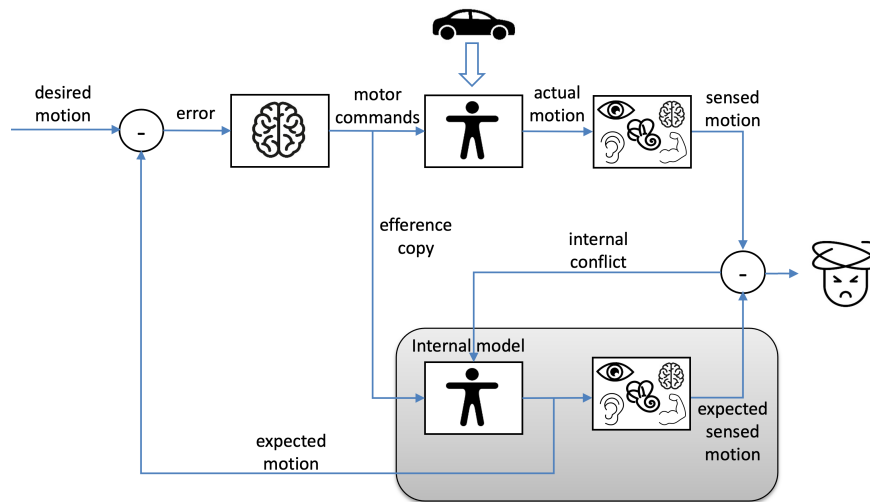 desired
motion
-
error
motor
commands
actual
motion
sensed
motion
efference
copy
internal
conflict
-
Internal model
expected
sensed
motion
expected
motion